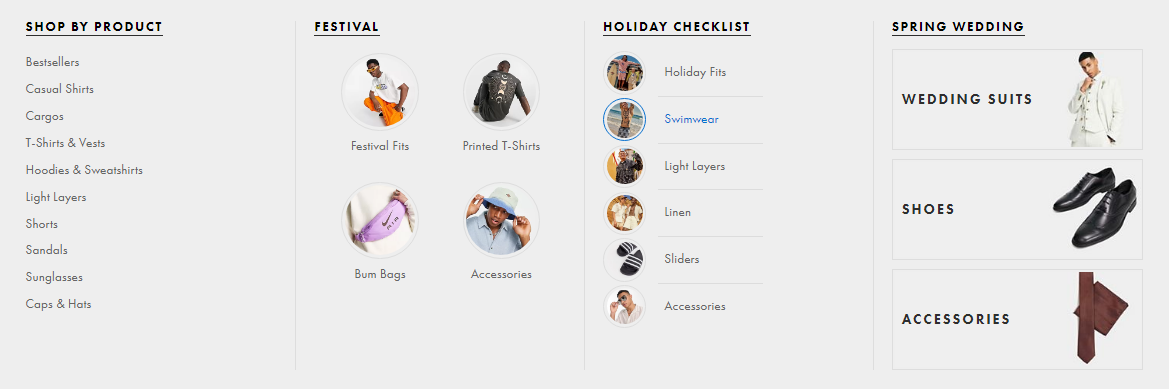 SHOP BY PRODUCT
Bestsellers
Casual Shirts
Cargos
T-Shirts & Vests
Hoodies & Sweatshirts
Light Layers
Shorts
Sandals
Sunglasses
Caps & Hats
FESTIVAL
Festival Fits
Printed T-Shirts
Bum Bags
Accessories
HOLIDAY CHECKLIST
Holiday Fits
Swimwear
Light Layers
Linen
Sliders
Accessories
SPRING WEDDING
WEDDING SUITS
SHOES
ACCESSORIES